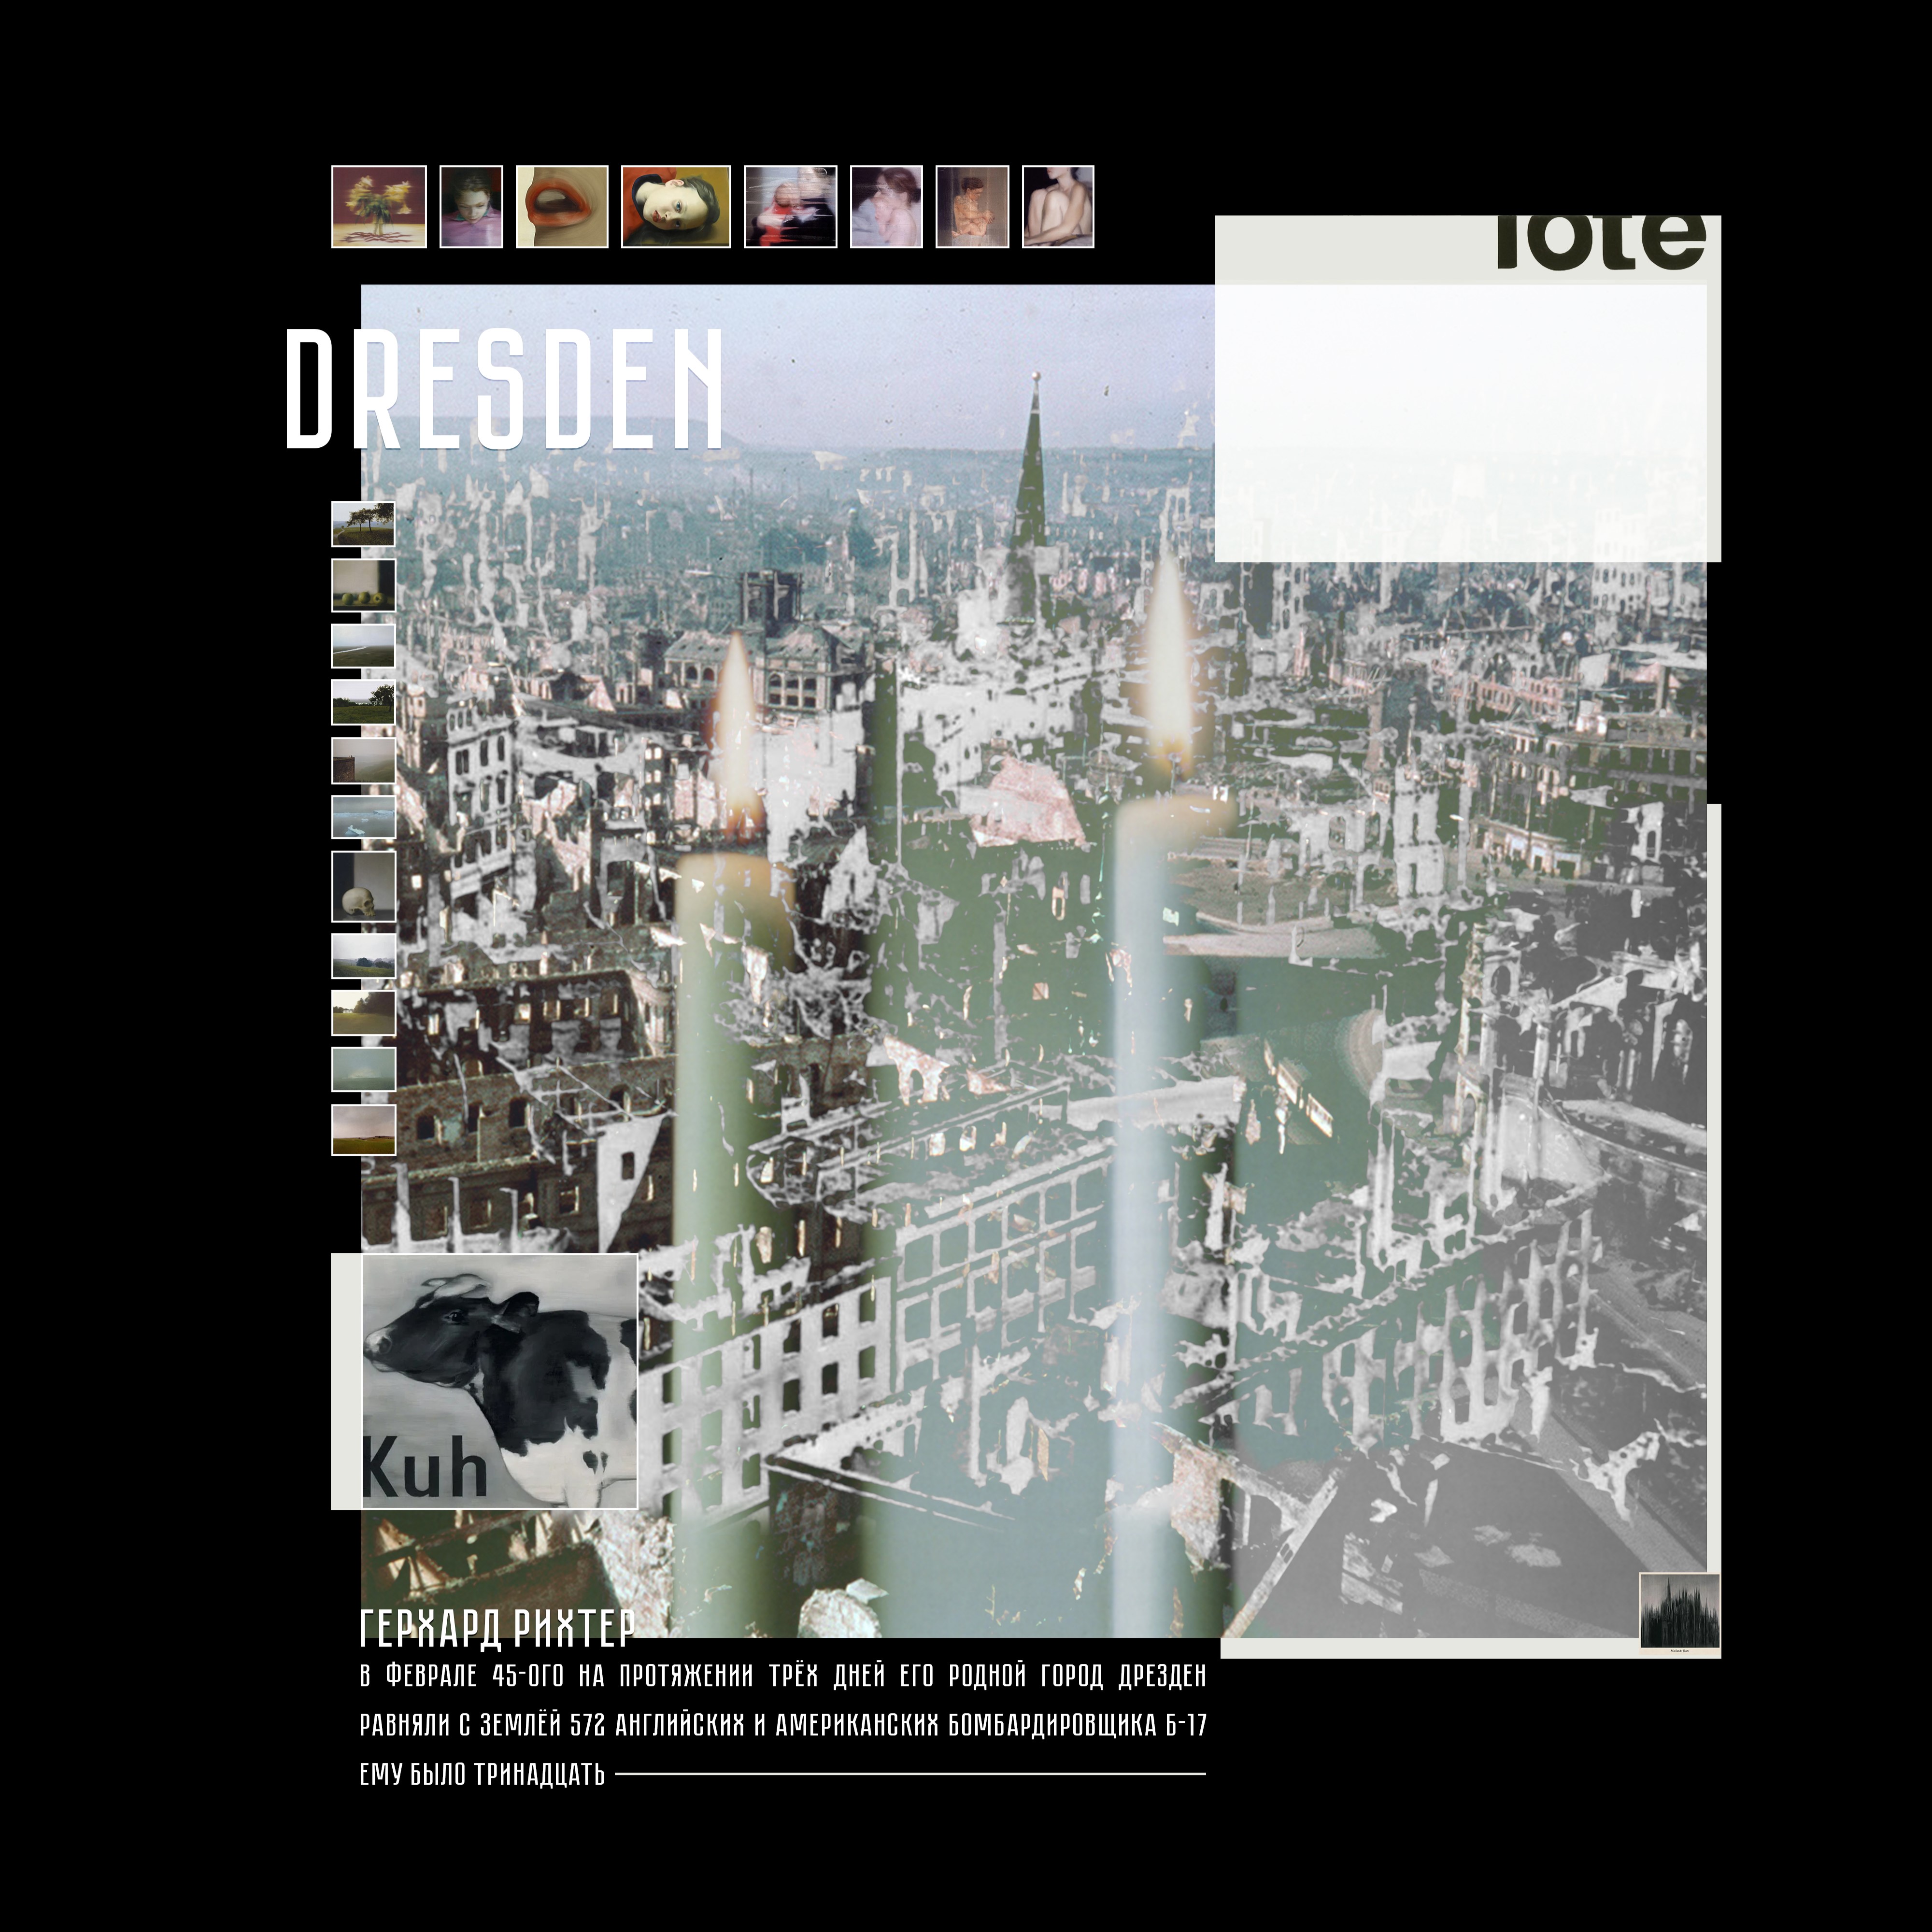 Tote
DRESDEN
Kuh
ГЕРХАРД РИХТЕР
В ФЕВРАЛЕ 45-ОГО НА ПРОТЯЖЕНИИ ТРЁХ ДНЕЙ ЕГО РОДНОЙ ГОРОД ДРЕЗДЕН
РАВНЯЛИ С ЗЕМЛЁЙ 572 АНГЛИЙСКИХ И АМЕРИКАНСКИХ БОМБАРДИРОВЩИКА Б-17
ЕМУ БЫЛО ТРИНАДЦАТЬ